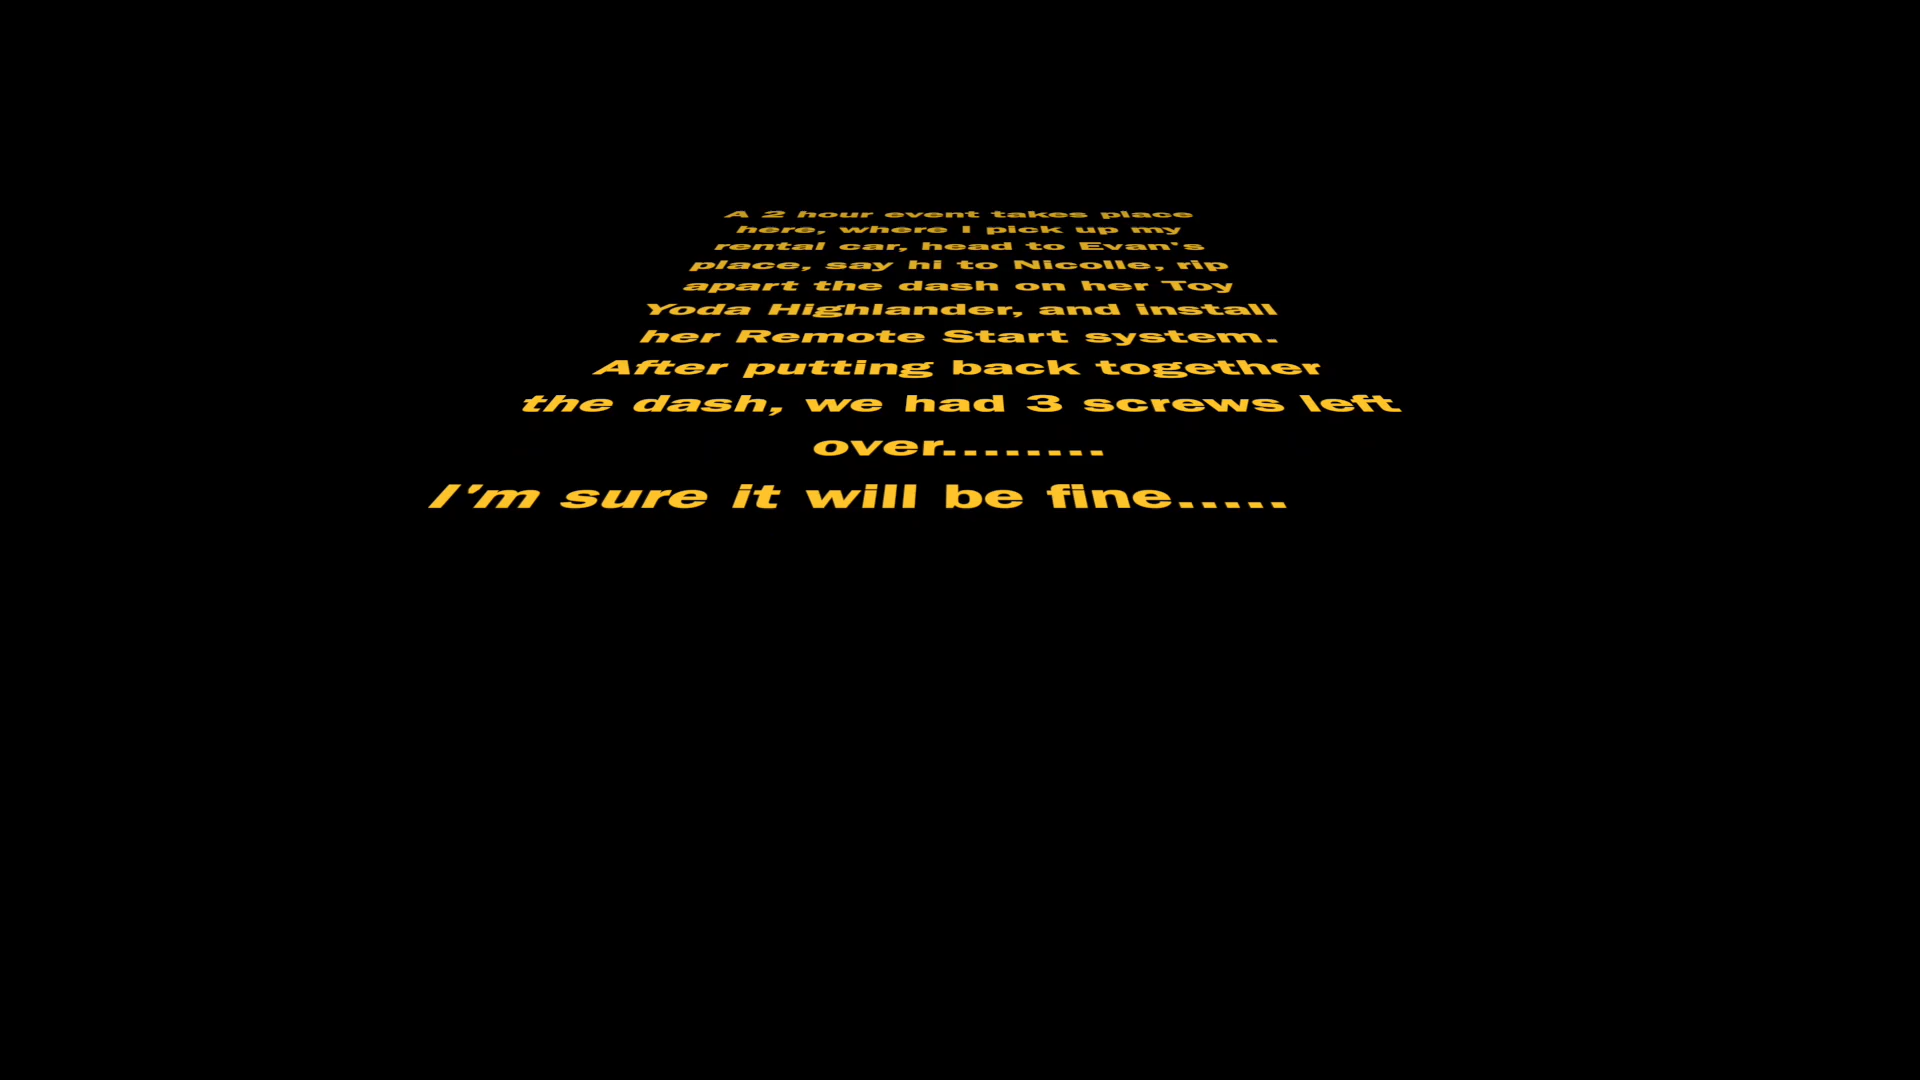 A 2 hour event takes place
here, where I pick up my
rental car, head to Evan's
place, say hi to Nicolle, rip
apart the dash on her Toy
Yoda Highlander, and install
her Remote Start system.
After putting back together
the dash, we had 3 screws left
over........
I'm sure it will be fine.....